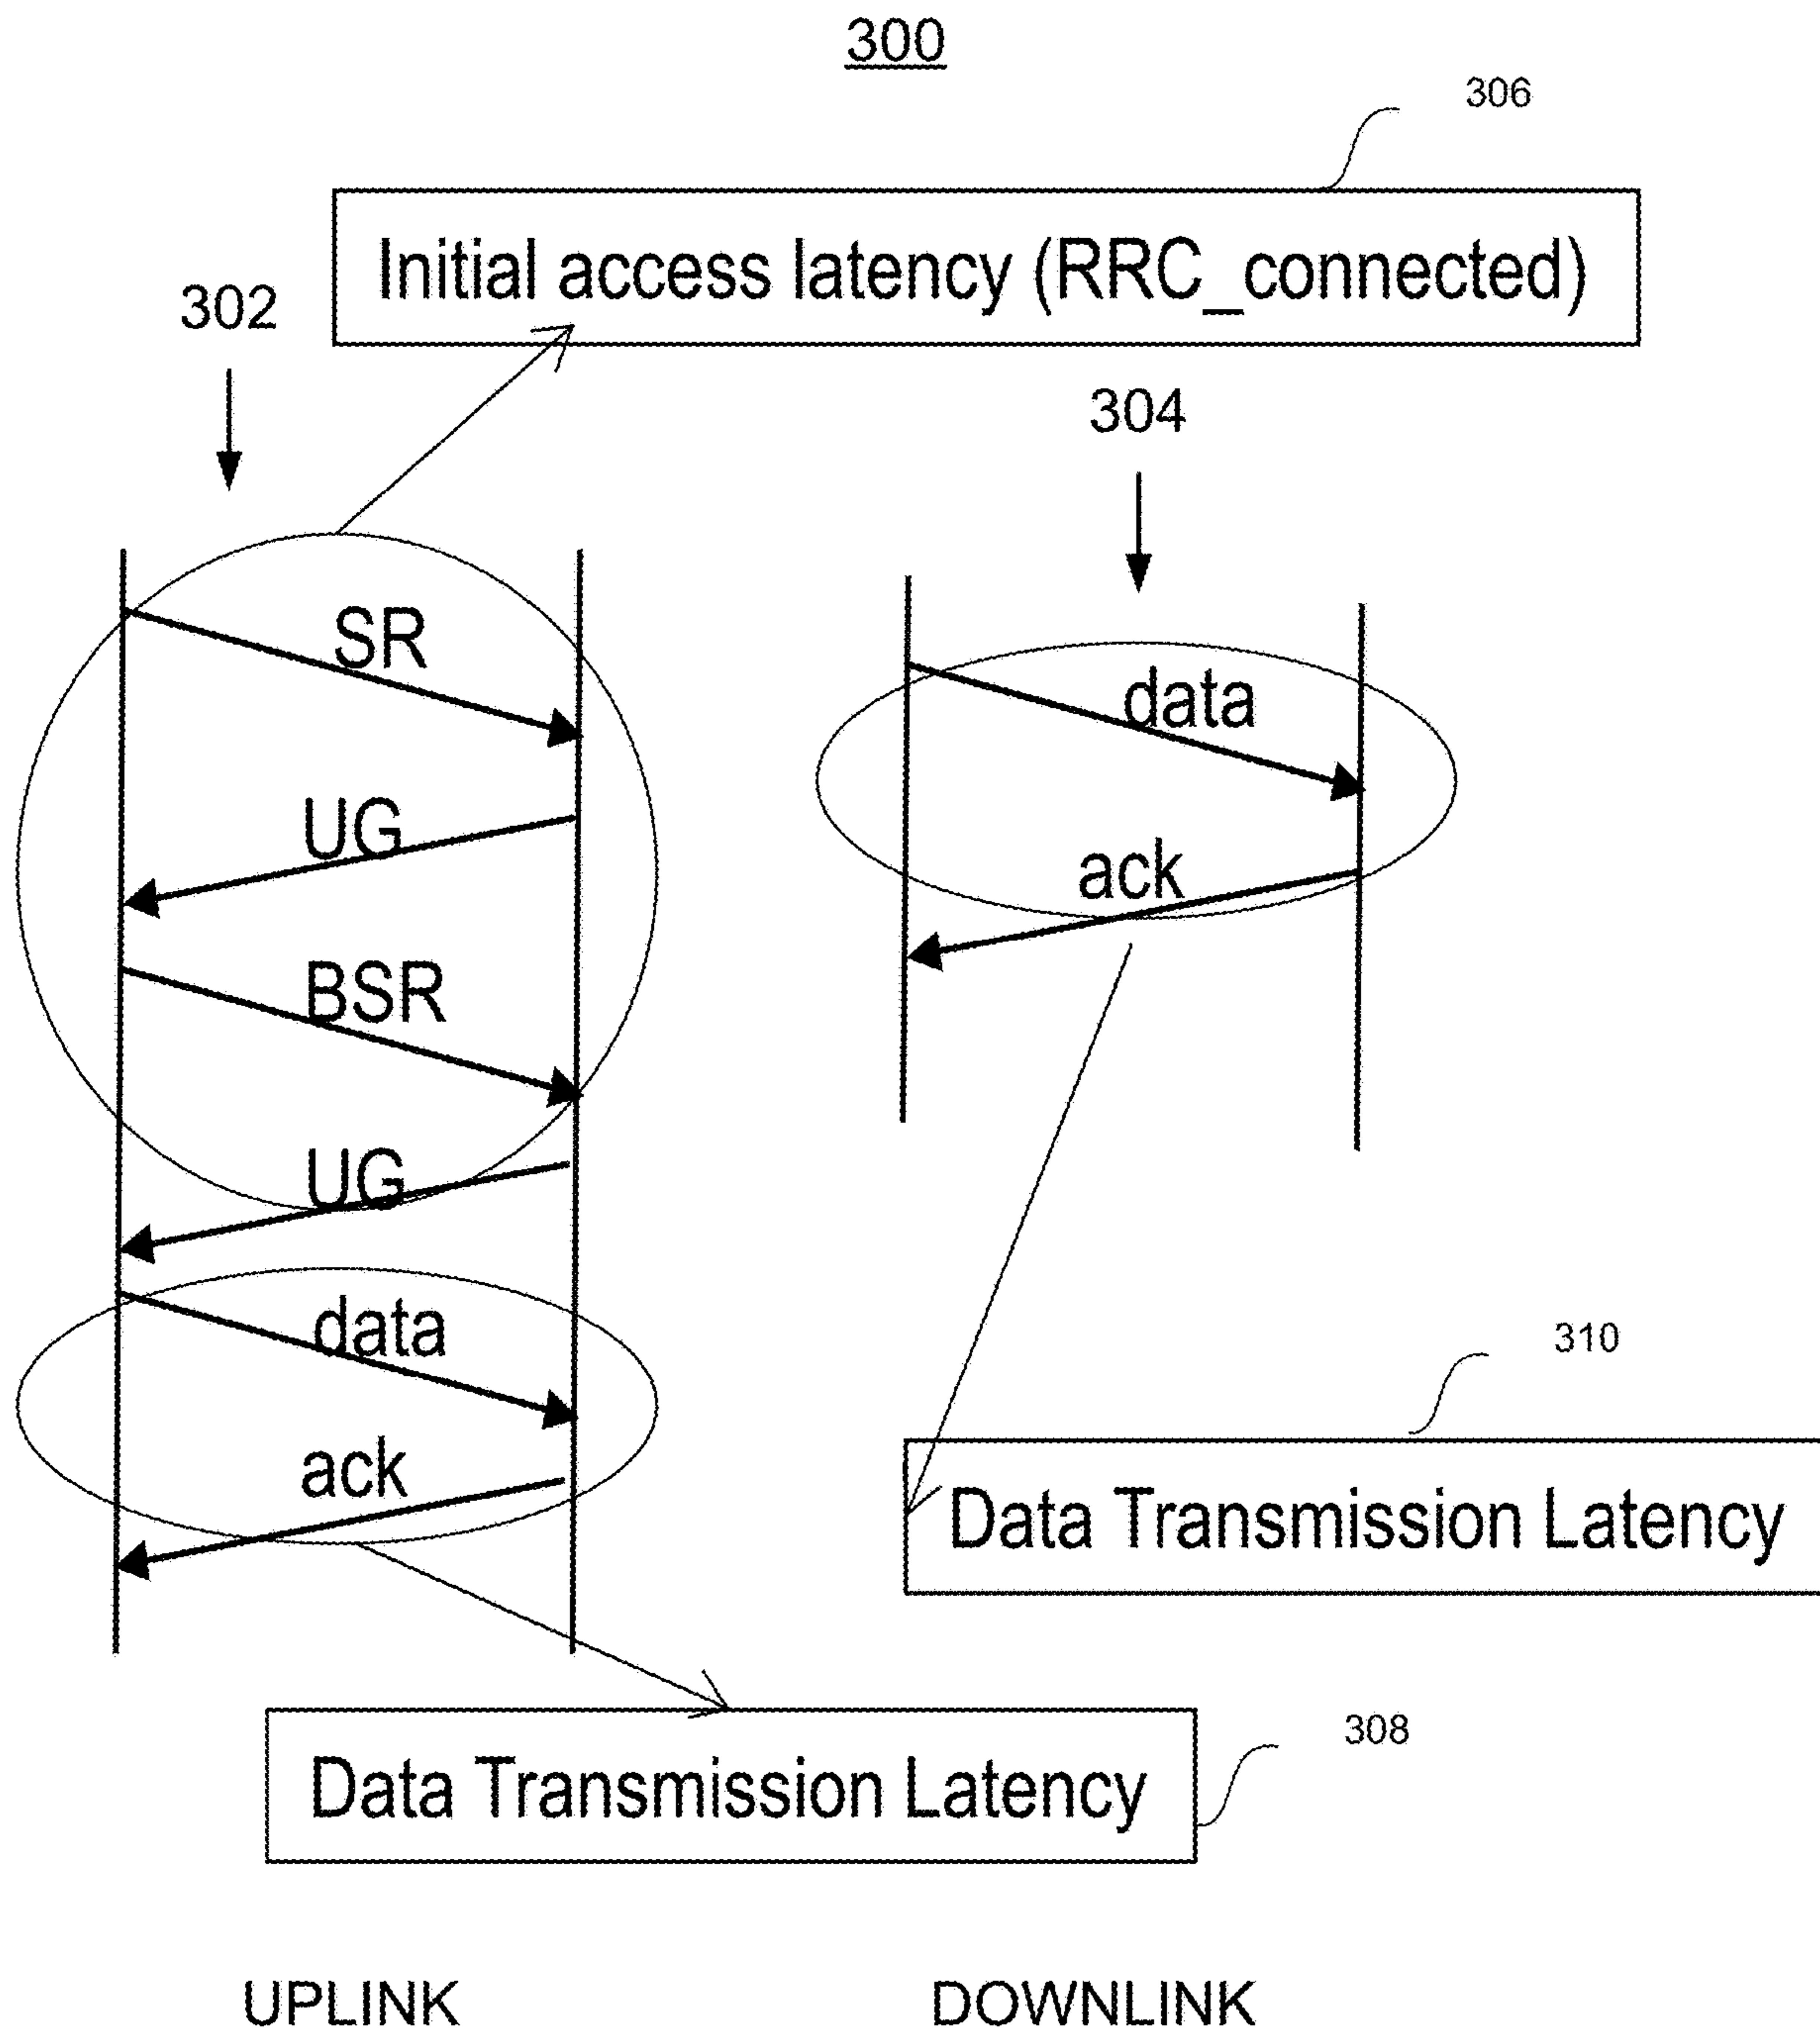 300
306
Initial access latency (RRC_connected)
302
304
SR
data
UG
ack
BSR
UG
data
310
ack
Data Transmission Latency
308
Data Transmission Latency
UPLINK
DOWNLINK